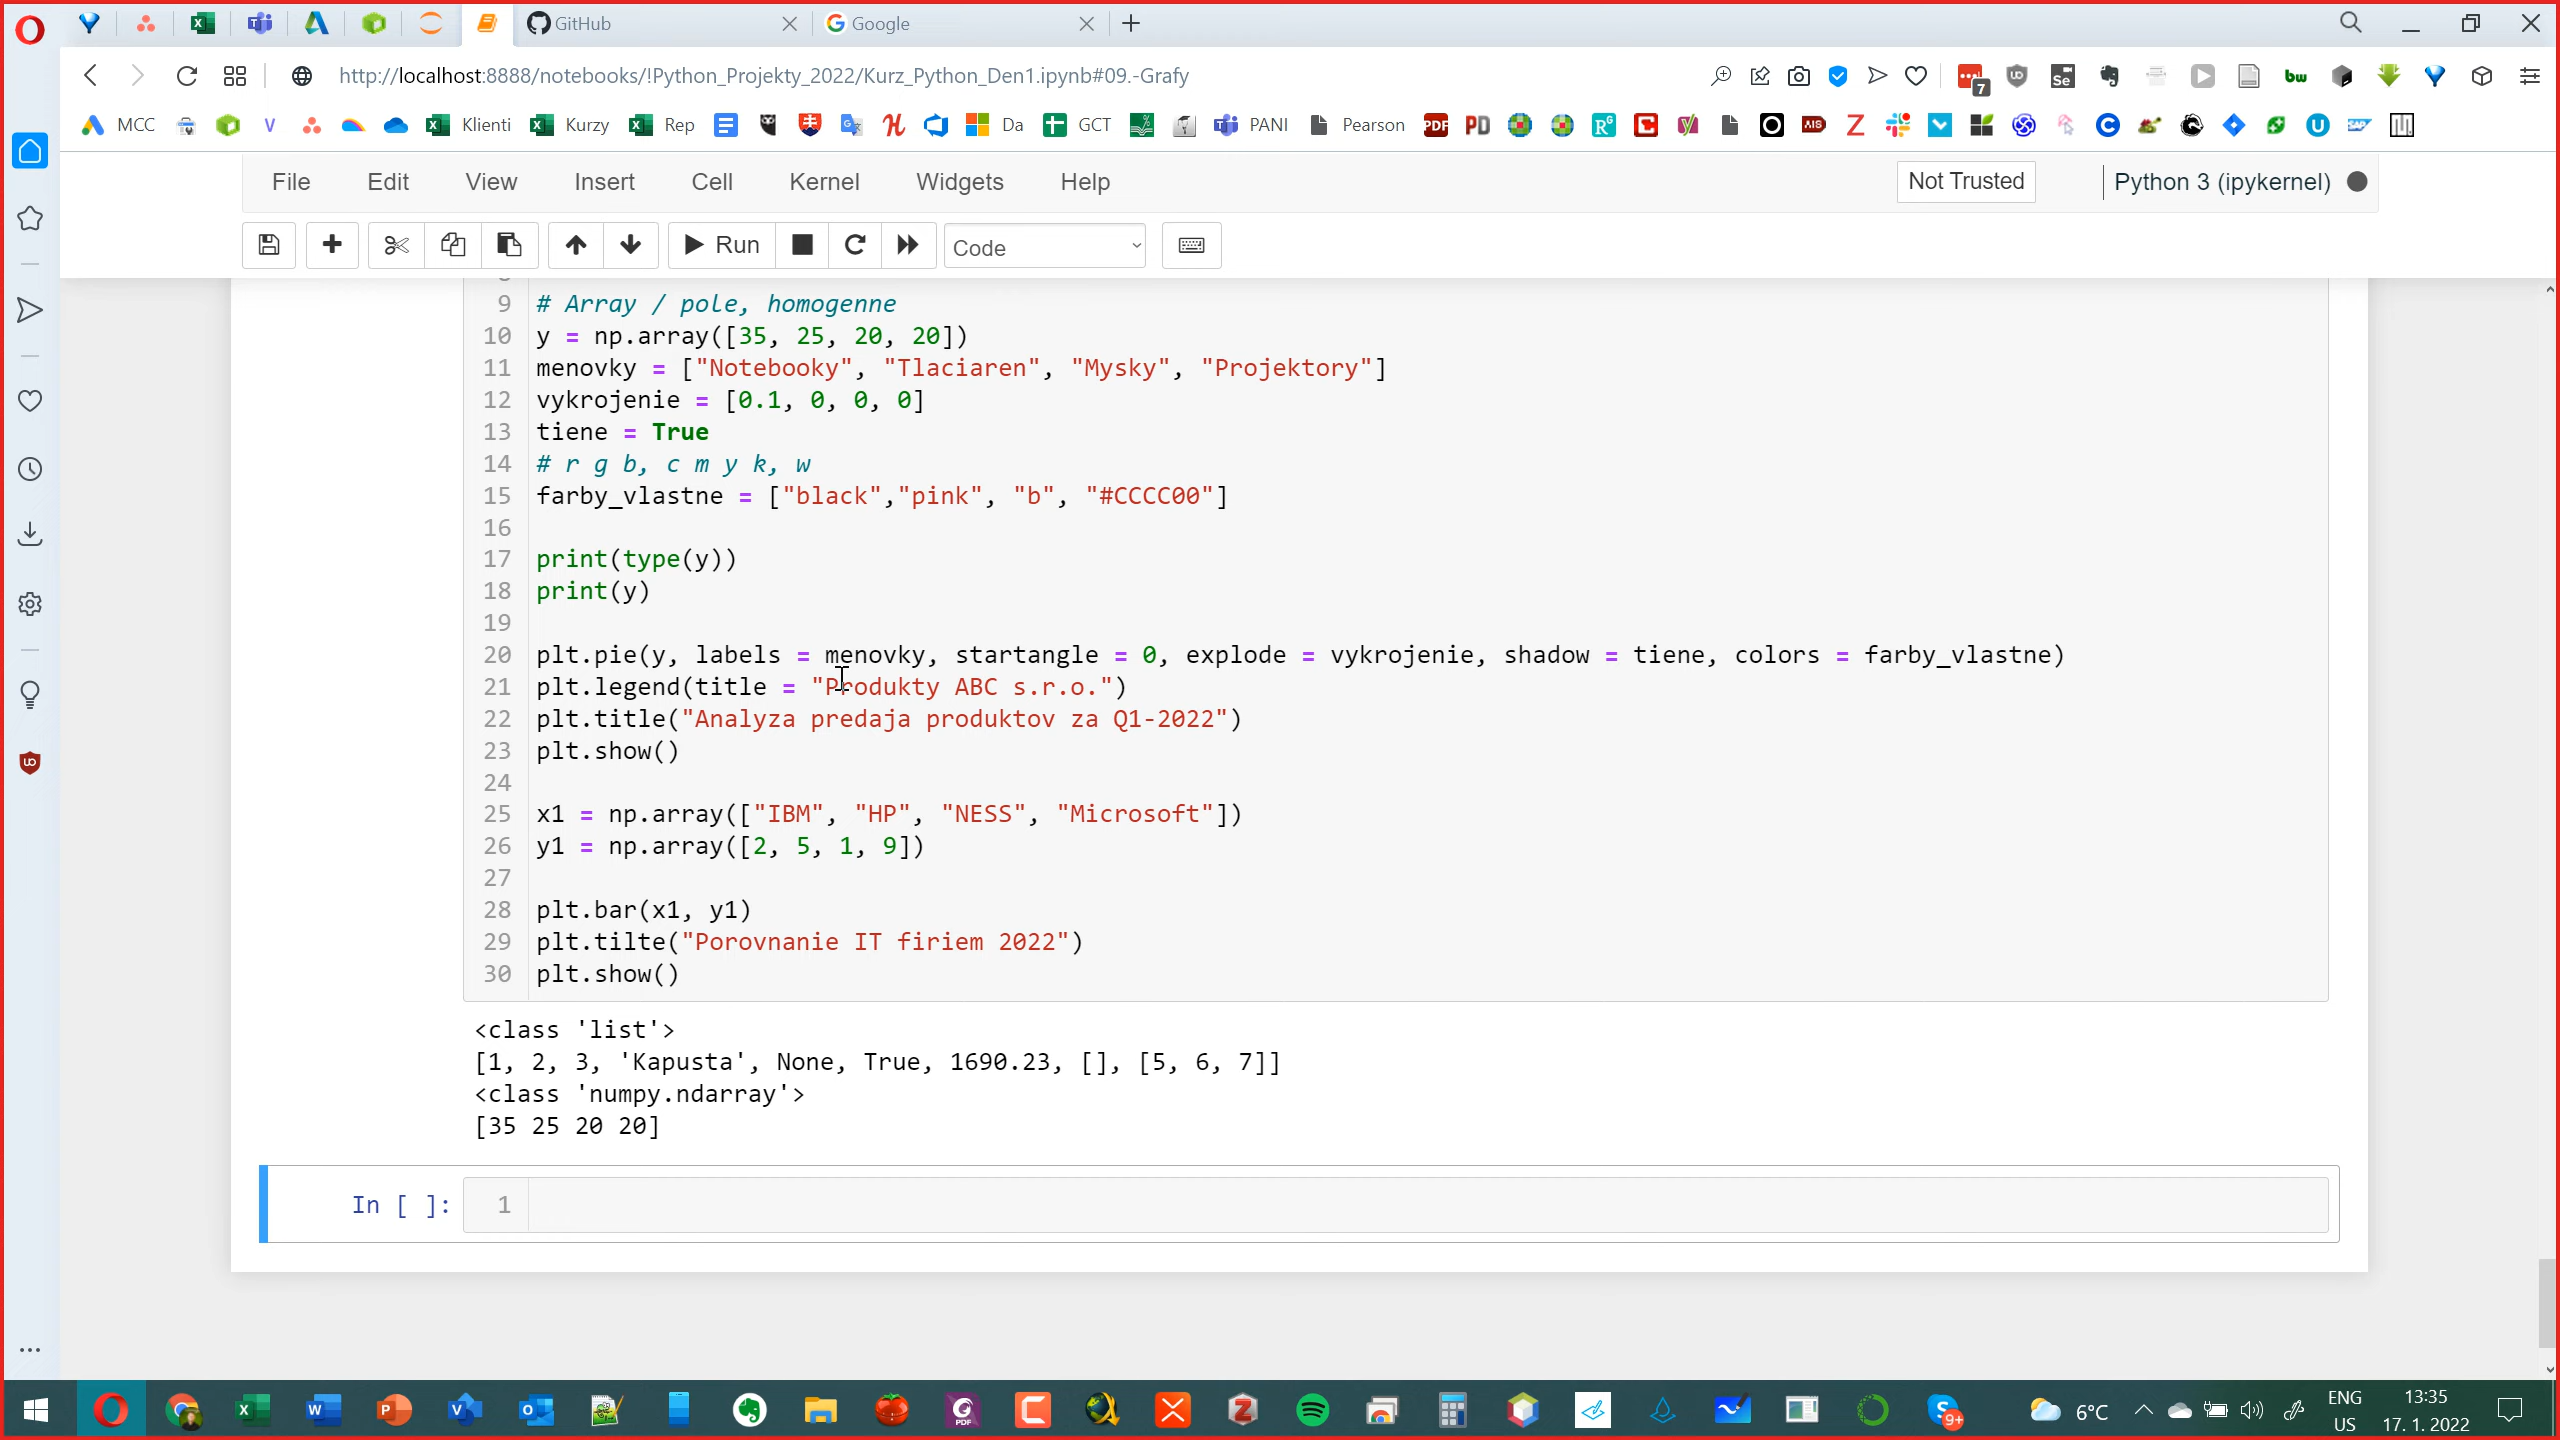 GitHub
Google
http://localhost:8888/notebooks/!Python_Projekty_2022/Kurz_Python_Den1.ipynb#09.-Grafy
7
MCC
V
Klienti
Kurzy
Rep
Da
GCT
PANI
Pearson
File
Edit
View
Insert
Cell
Kernel
Widgets
Help
Not Trusted
Python 3 (ipykernel)
Run
Code
9 # Array / pole, homogenne
10 y = np.array([35, 25, 20, 20])
11 menovky = ["Notebooky", "Tlaciaren", "Mysky", "Projektory"]
12 vykrojenie = [0.1, 0, 0, 0]
13 tiene = True
14 # r g b, c m y k, w
15 farby_vlastne = ["black","pink", "b", "#CCCC00"]
16
17 print(type(y))
18 print(y)
19
20 plt.pie(y, labels = menovky, startangle = 0, explode = vykrojenie, shadow = tiene, colors = farby_vlastne)
21 plt.legend(title = "Produkty ABC s.r.o.")
22 plt.title("Analyza predaja produktov za Q1-2022")
23 plt.show()
24
25 x1 = np.array(["IBM", "HP", "NESS", "Microsoft"])
26 y1 = np.array([2, 5, 1, 9])
27
28 plt.bar(x1, y1)
29 plt.tilte("Porovnanie IT firiem 2022")
30 plt.show()
<class 'list'>
[1, 2, 3, 'Kapusta', None, True, 1690.23, [], [5, 6, 7]]
<class 'numpy.ndarray'>
[35 25 20 20]
In [ ]:
1
6°C
ENG
US
13:35
17. 1. 2022